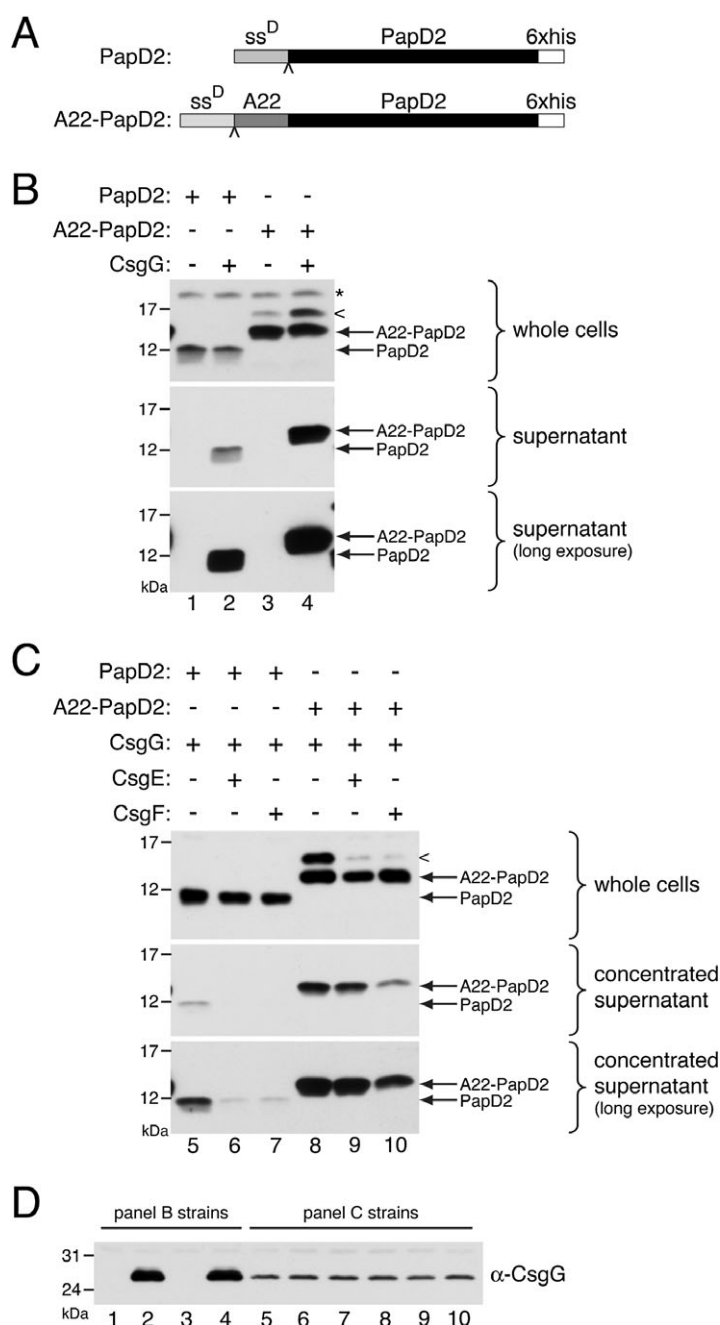 A
ssD PapD2 6xhis
PapD2:
^
ssD A22 PapD2 6xhis
A22-PapD2:
^
B
PapD2: + + - -
A22-PapD2: - - + +
CsgG: - + - +
*
17
<
A22-PapD2
12
PapD2
whole cells
17
A22-PapD2
12
PapD2
supernatant
17
A22-PapD2
12
PapD2
supernatant
(long exposure)
kDa
1 2 3 4
C
PapD2: + + + - - -
A22-PapD2: - - - + + +
CsgG: + + + + + +
CsgE: - + - - + -
CsgF: - - + - - +
17
<
A22-PapD2
12
PapD2
whole cells
17
A22-PapD2
12
PapD2
concentrated
supernatant
17
A22-PapD2
12
PapD2
concentrated
supernatant
(long exposure)
kDa
5 6 7 8 9 10
D
panel B strains panel C strains
31
24
α-CsgG
kDa
1 2 3 4 5 6 7 8 9 10